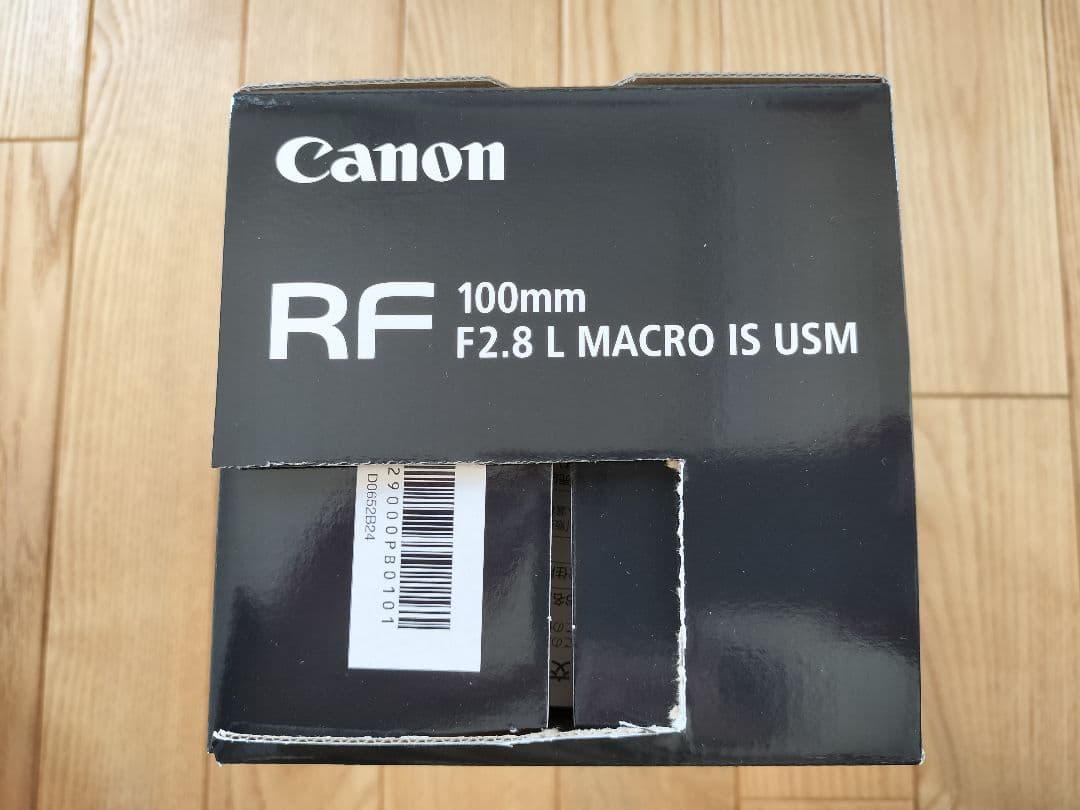 Canon
RF 100mm
F2.8 L MACRO IS USM
29000PB0101
D0652B24